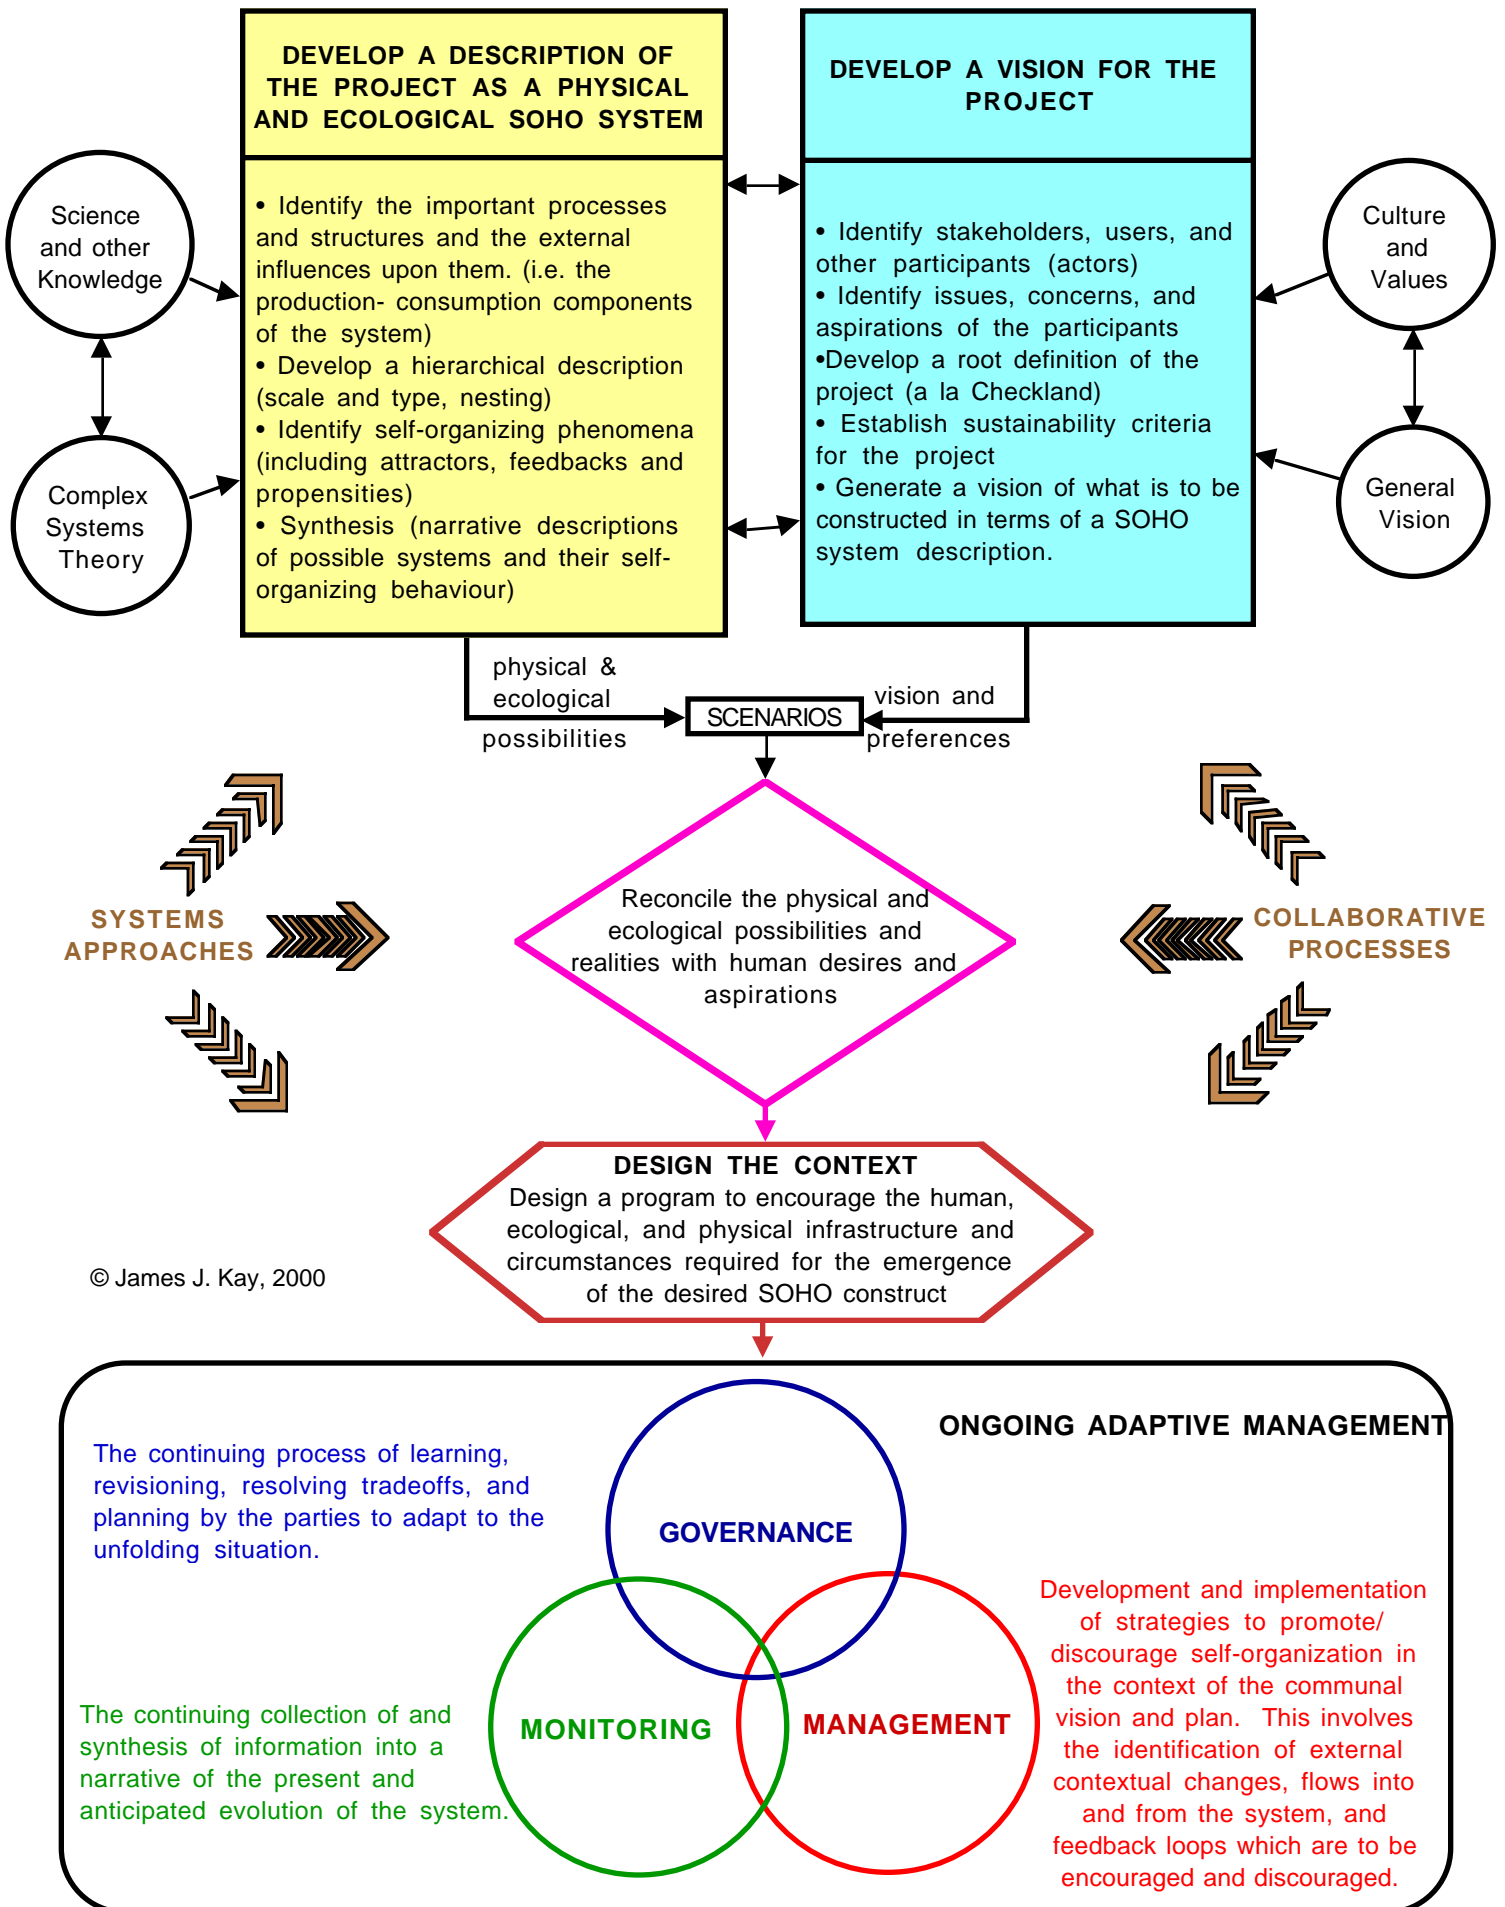 DEVELOP A DESCRIPTION OF
THE PROJECT AS A PHYSICAL
AND ECOLOGICAL SOHO SYSTEM
DEVELOP A VISION FOR THE
PROJECT
Science
and other
Knowledge
Complex
Systems
Theory
• Identify the important processes
and structures and the external
influences upon them. (i.e. the
production- consumption components
of the system)
• Develop a hierarchical description
(scale and type, nesting)
• Identify self-organizing phenomena
(including attractors, feedbacks and
propensities)
• Synthesis (narrative descriptions
of possible systems and their self-
organizing behaviour)
• Identify stakeholders, users, and
other participants (actors)
• Identify issues, concerns, and
aspirations of the participants
•Develop a root definition of the
project (a la Checkland)
• Establish sustainability criteria
for the project
• Generate a vision of what is to be
constructed in terms of a SOHO
system description.
Culture
and
Values
General
Vision
physical &
ecological
possibilities
SCENARIOS
vision and
preferences
SYSTEMS
APPROACHES
Reconcile the physical and
ecological possibilities and
realities with human desires and
aspirations
COLLABORATIVE
PROCESSES
DESIGN THE CONTEXT
Design a program to encourage the human,
ecological, and physical infrastructure and
circumstances required for the emergence
of the desired SOHO construct
© James J. Kay, 2000
ONGOING ADAPTIVE MANAGEMENT
The continuing process of learning,
revisioning, resolving tradeoffs, and
planning by the parties to adapt to the
unfolding situation.
GOVERNANCE
The continuing collection of and
synthesis of information into a
narrative of the present and
anticipated evolution of the system.
MONITORING
MANAGEMENT
Development and implementation
of strategies to promote/
discourage self-organization in
the context of the communal
vision and plan. This involves
the identification of external
contextual changes, flows into
and from the system, and
feedback loops which are to be
encouraged and discouraged.